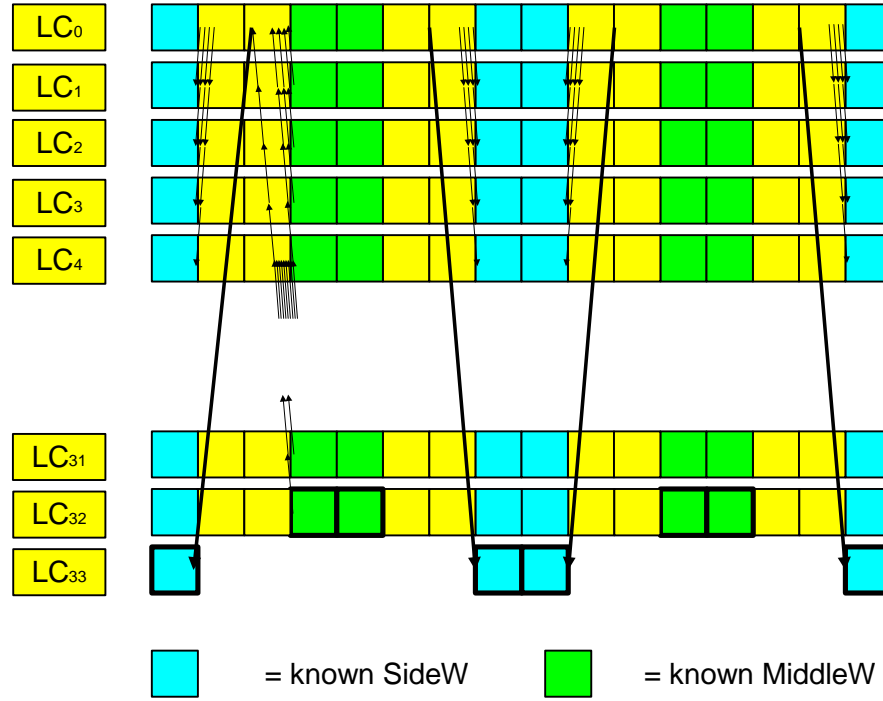 LC0
LC1
LC2
LC3
LC4
LC31
LC32
LC33
= known SideW = known MiddleW